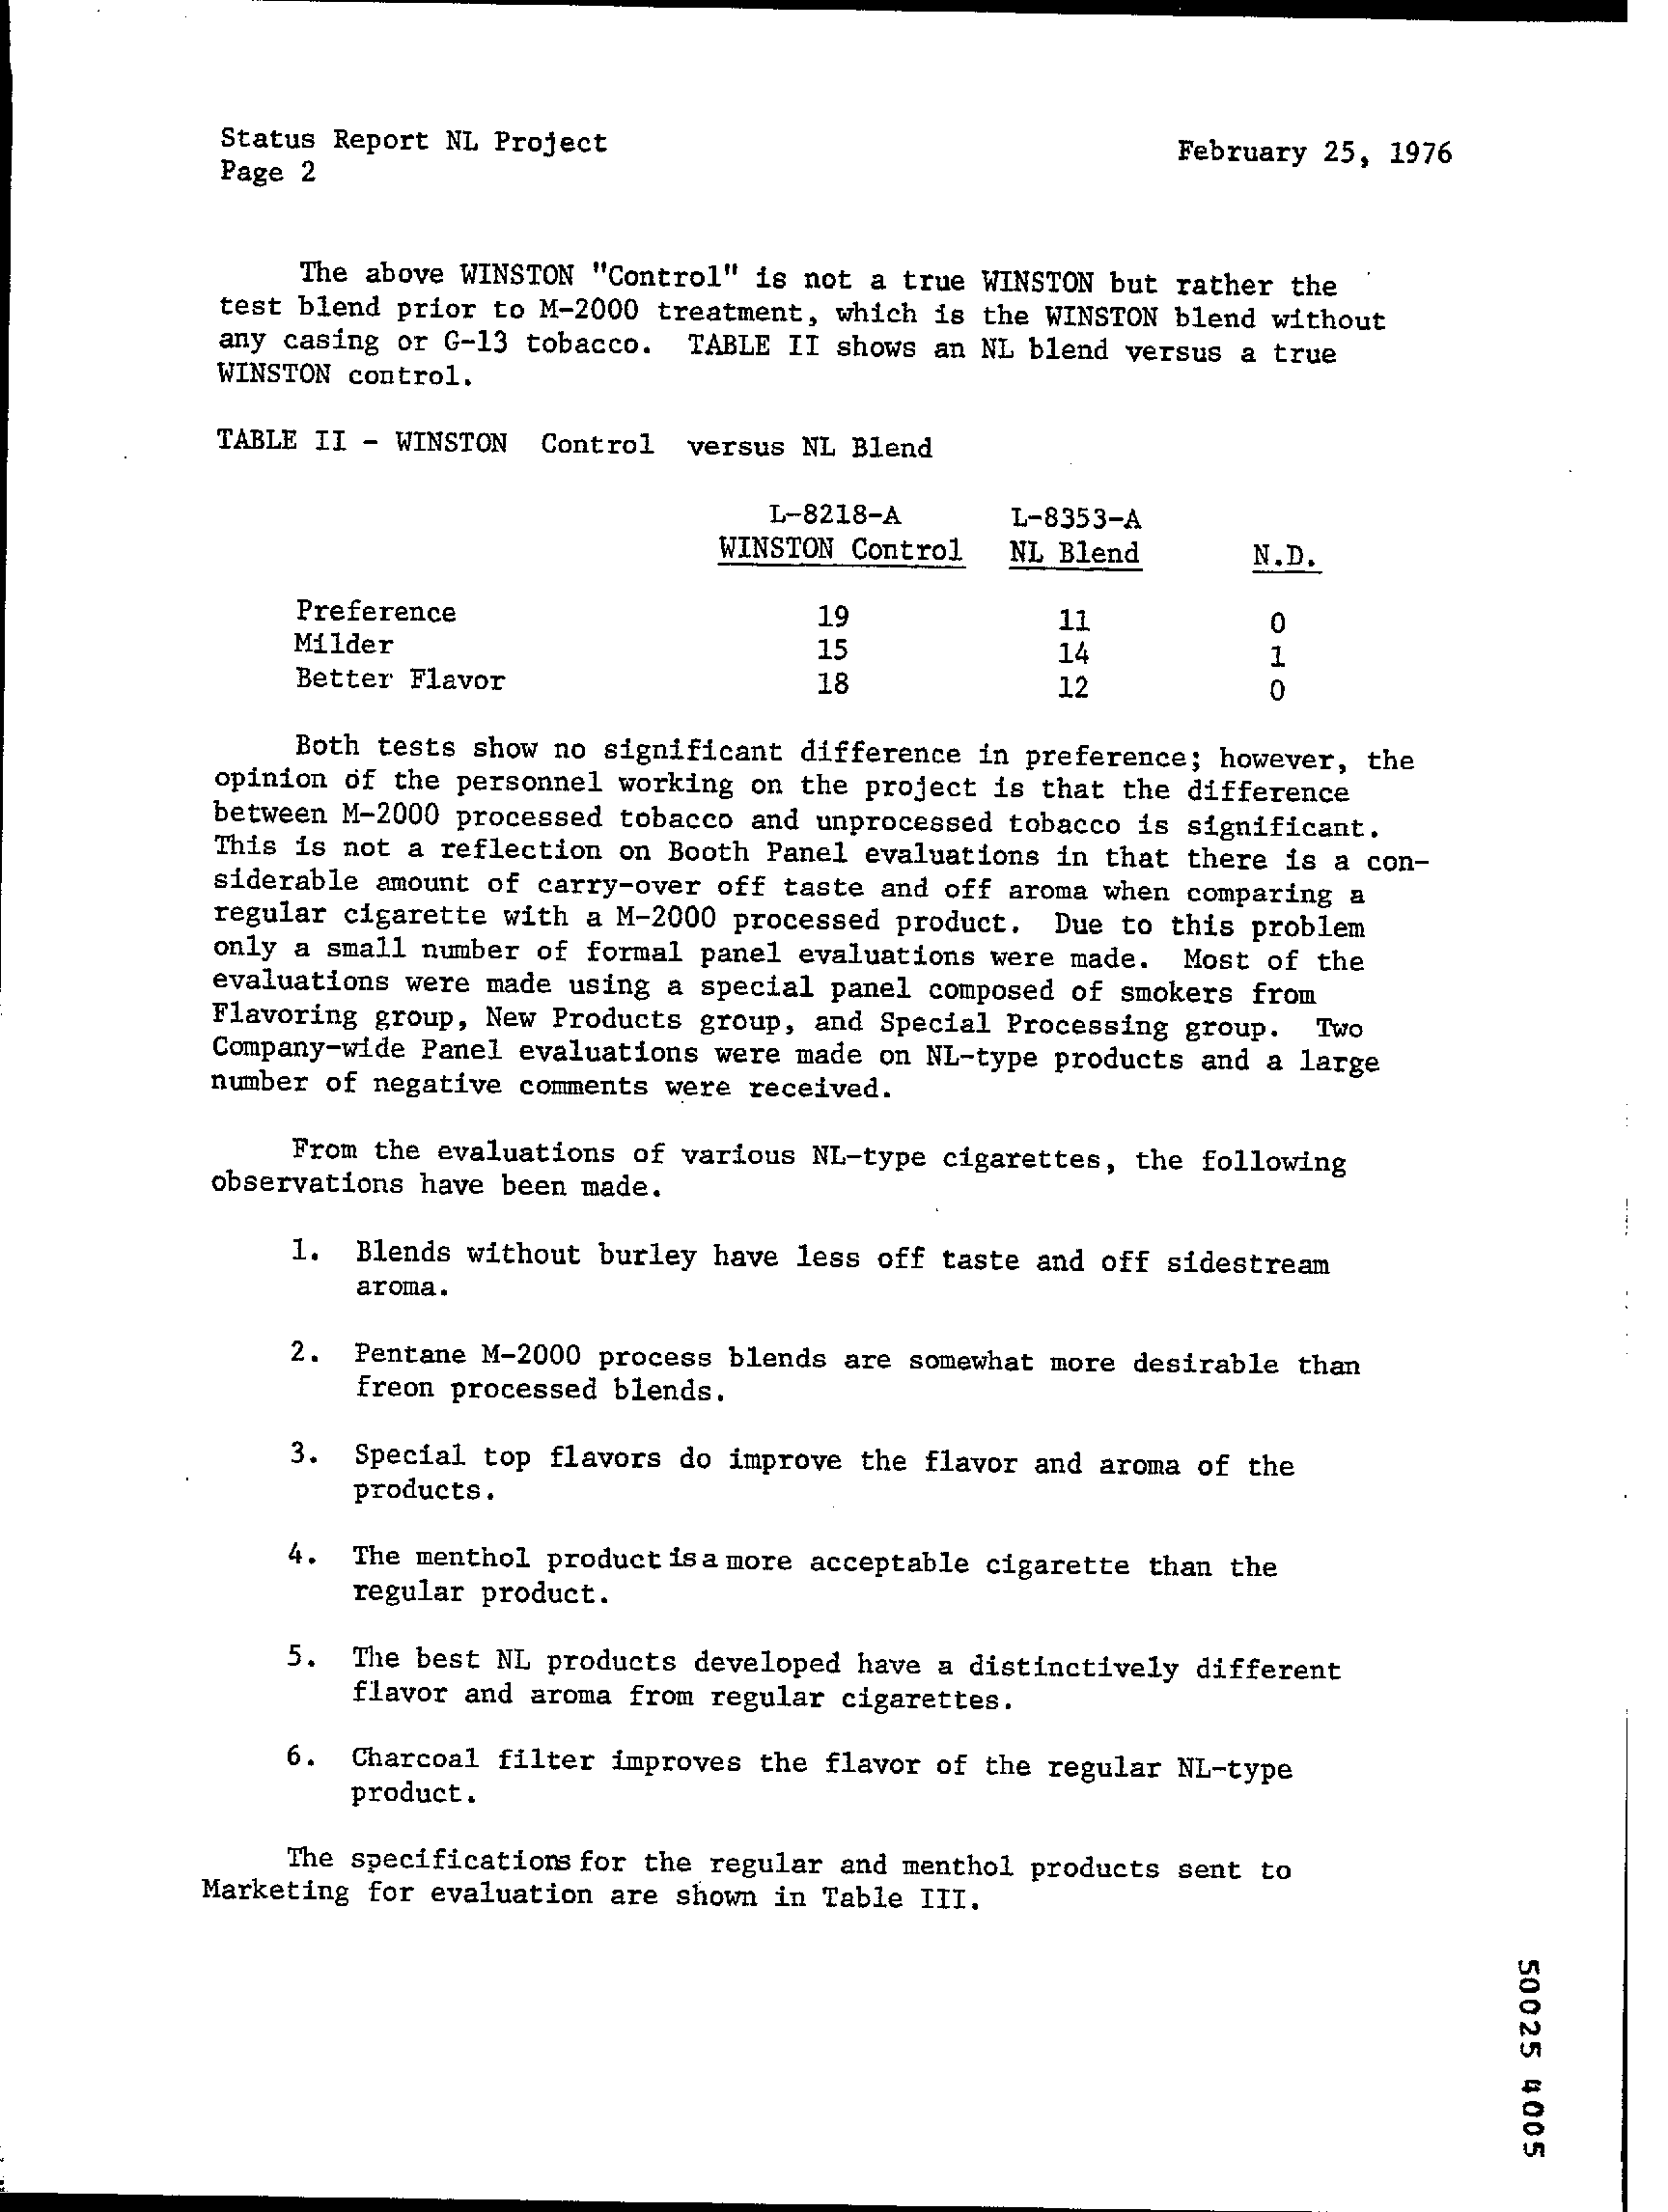 Status Report NL Project
February 25, 1976
Page 2
The above WINSTON "Control" is not a true WINSTON but rather the
test blend prior to M-2000 treatment, which is the WINSTON blend without
any casing or G-13 tobacco. TABLE II shows an NL blend versus a true
WINSTON control.
TABLE II - WINSTON Control versus NL Blend
L-8218-A L-8353-A
WINSTON Control NL Blend N.D.
Preference 19 11 0
Milder 15 14 1
Better Flavor 18 12 0
Both tests show no significant difference in preference; however, the
opinion of the personnel working on the project is that the difference
between M-2000 processed tobacco and unprocessed tobacco is significant.
This is not a reflection on Booth Panel evaluations in that there is a con-
siderable amount of carry-over off taste and off aroma when comparing a
regular cigarette with a M-2000 processed product. Due to this problem
only a small number of formal panel evaluations were made. Most of the
evaluations were made using a special panel composed of smokers from
Flavoring group, New Products group, and Special Processing group. Two
Company-wide Panel evaluations were made on NL-type products and a large
number of negative comments were received.
From the evaluations of various NL-type cigarettes, the following
observations have been made.
1. Blends without burley have less off taste and off sidestream
aroma.
2. Pentane M-2000 process blends are somewhat more desirable than
freon processed blends.
3. Special top flavors do improve the flavor and aroma of the
products.
4. The menthol product is a more acceptable cigarette than the
regular product.
5. The best NL products developed have a distinctively different
flavor and aroma from regular cigarettes.
6. Charcoal filter improves the flavor of the regular NL-type
product.
The specifications for the regular and menthol products sent to
Marketing for evaluation are shown in Table III.
50025 4005